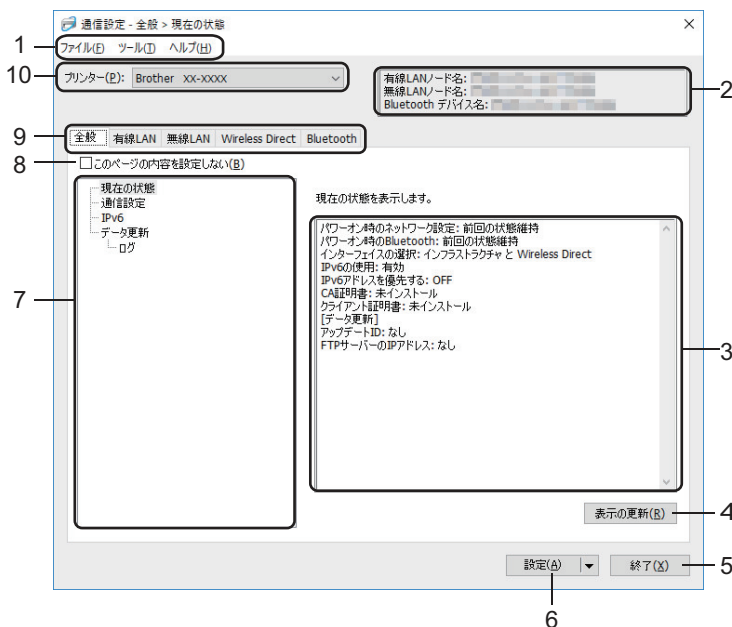 通信設定 - 全般 > 現在の状態
1
ファイル(F) ツール(T) ヘルプ(H)
10
プリンター(P): Brother XX-XXXX
有線LANノード名:
無線LANノード名:
Bluetooth デバイス名:
2
9
全般 有線LAN 無線LAN Wireless Direct Bluetooth
8
このページの内容を設定しない(B)
現在の状態
通信設定
IPv6
データ更新
ログ
7
現在の状態を表示します。
パワーオン時のネットワーク設定: 前回の状態維持
パワーオン時のBluetooth: 前回の状態維持
インターフェイスの選択: インフラストラクチャ と Wireless Direct
IPv6の使用: 有効
IPv6アドレスを優先する: OFF
CA証明書: 未インストール
クライアント証明書: 未インストール
[データ更新]
アップデートID: なし
FTPサーバーのIPアドレス: なし
3
表示の更新(R)
4
設定(A)
終了(X)
5
6